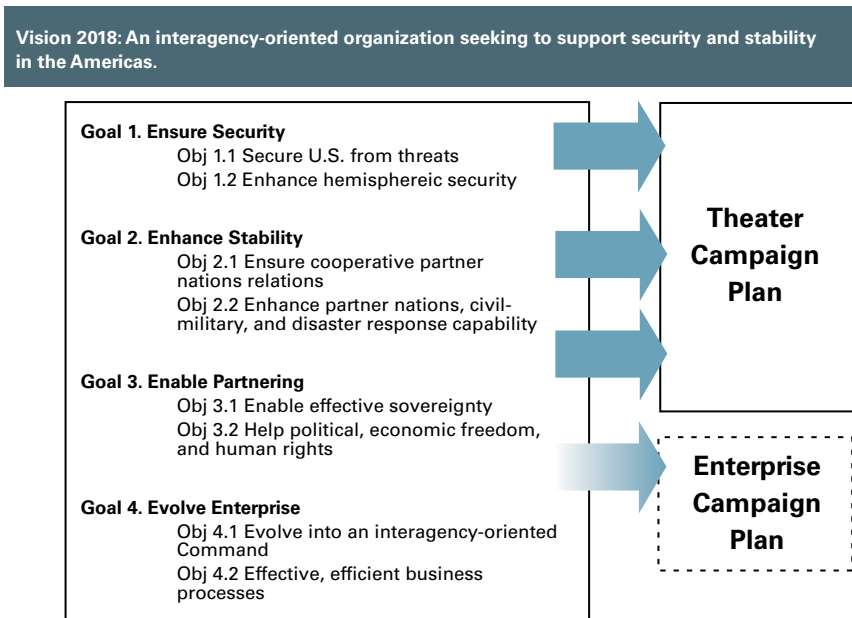 Vision 2018: An interagency-oriented organization seeking to support security and stability
in the Americas.
Goal 1. Ensure Security
Obj 1.1 Secure U.S. from threats
Obj 1.2 Enhance hemisphereic security
Goal 2. Enhance Stability
Obj 2.1 Ensure cooperative partner
nations relations
Obj 2.2 Enhance partner nations, civil-
military, and disaster response capability
Goal 3. Enable Partnering
Obj 3.1 Enable effective sovereignty
Obj 3.2 Help political, economic freedom,
and human rights
Goal 4. Evolve Enterprise
Obj 4.1 Evolve into an interagency-oriented
Command
Obj 4.2 Effective, efficient business
processes
Theater
Campaign
Plan
Enterprise
Campaign
Plan